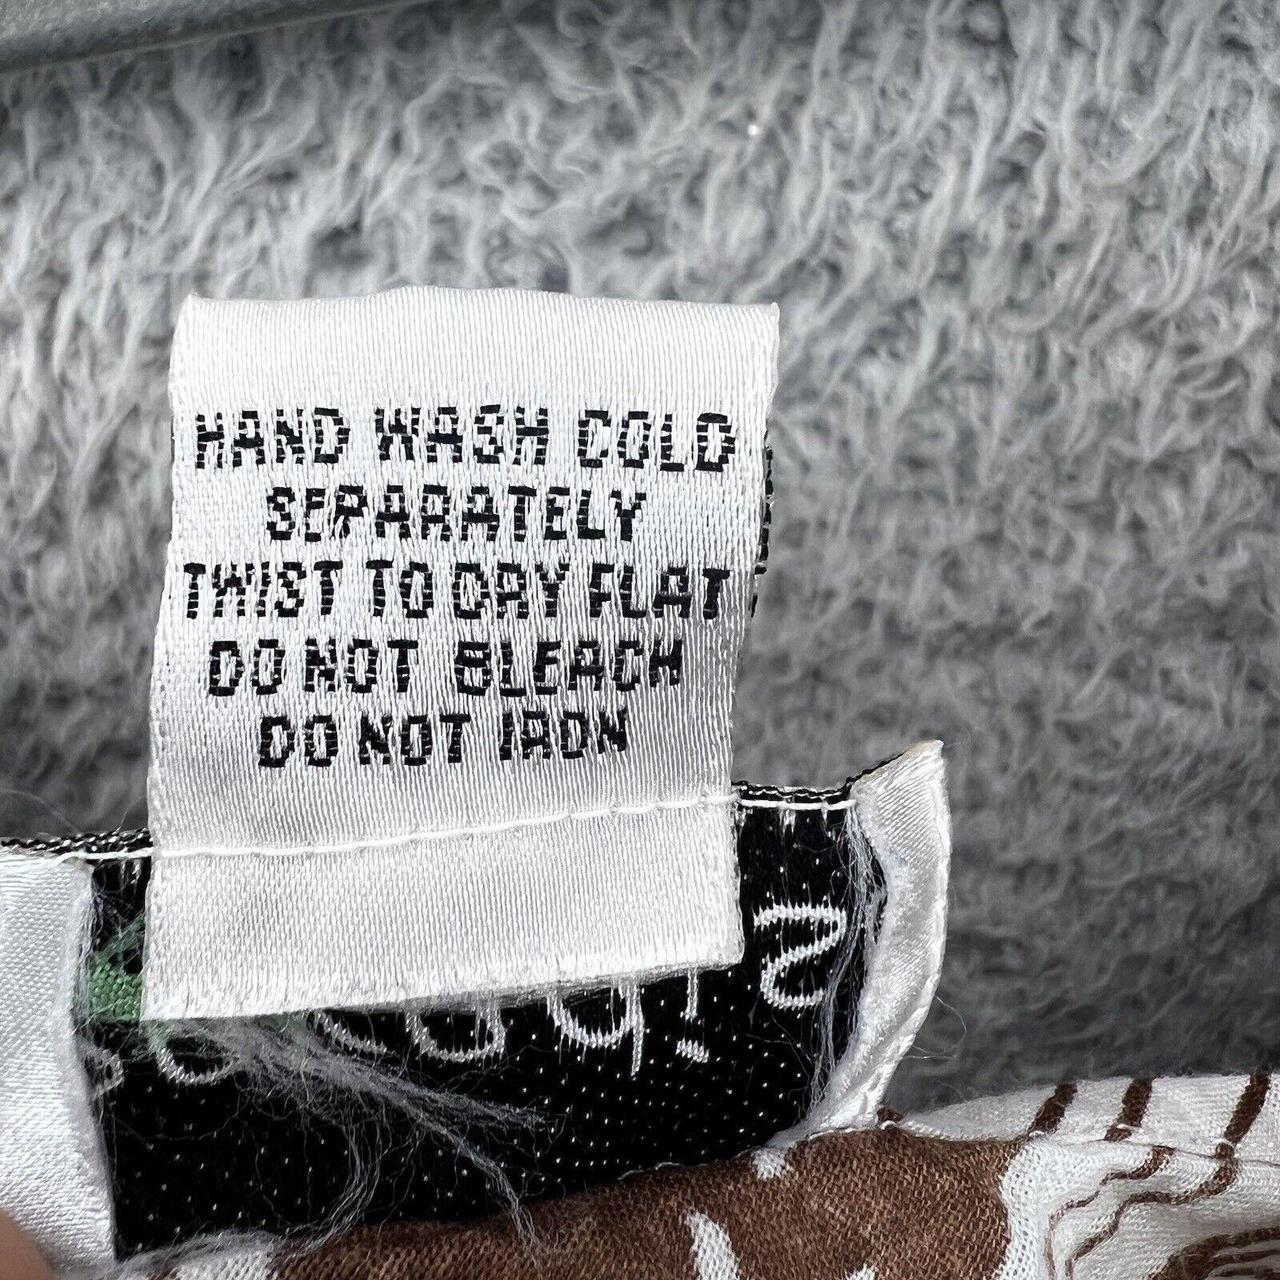 HAND WASH COLD
SEPARATELY
TWIST TO DRY FLAT
DO NOT BLEACH
DO NOT IRON